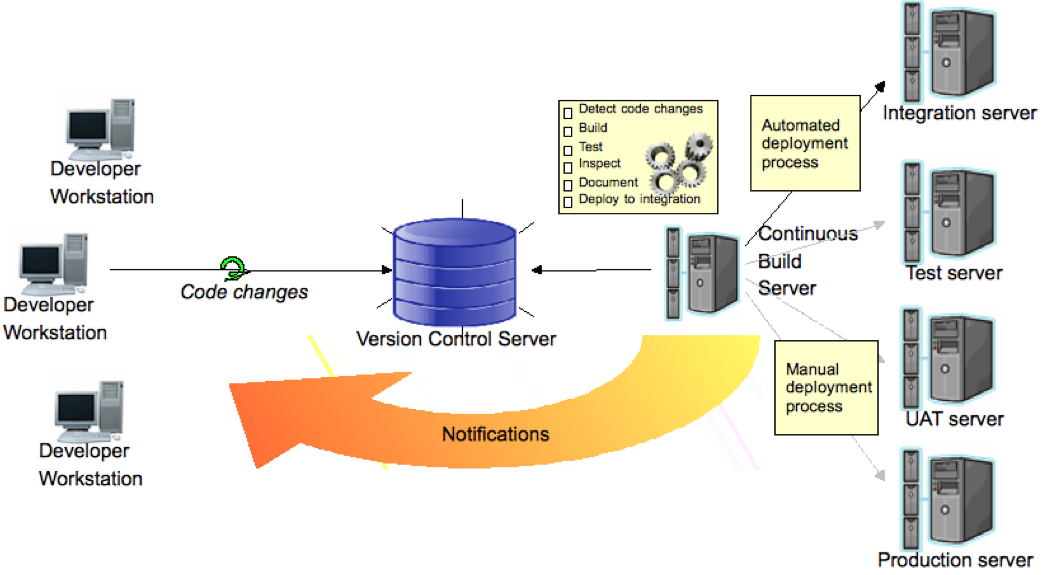 Developer
Workstation
Developer
Workstation
Developer
Workstation
Code changes
Version Control Server
Notifications
Detect code changes
Build
Test
Inspect
Document
Deploy to integration
Continuous
Build
Server
Automated
deployment
process
Manual
deployment
process
Integration server
Test server
UAT server
Production server